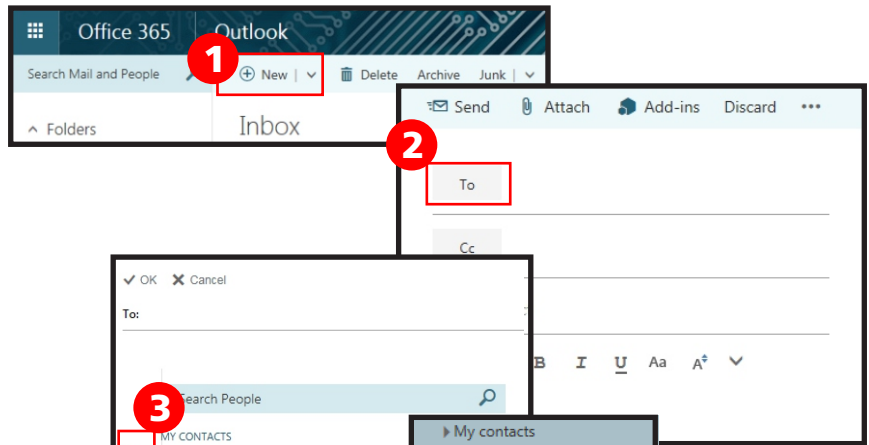 Office 365 Outlook
1
Search Mail and People New Delete Archive Junk
Folders Inbox
Send Attach Add-ins Discard •••
2
To
Cc
OK Cancel
To:
B I U Aa A
Search People
3
MY CONTACTS
My contacts